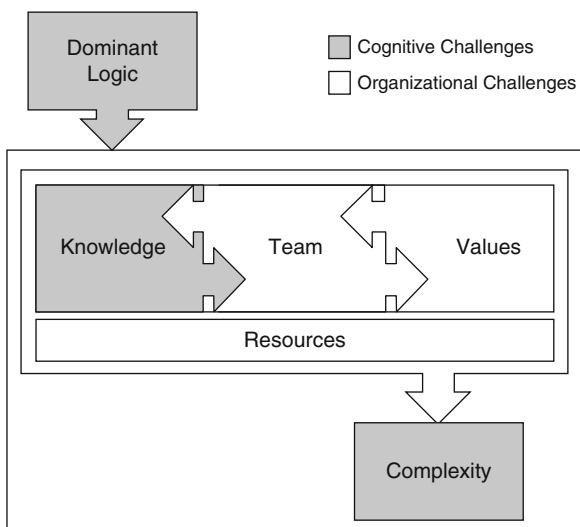 Dominant
Logic
Cognitive Challenges
Organizational Challenges
Knowledge
Team
Values
Resources
Complexity